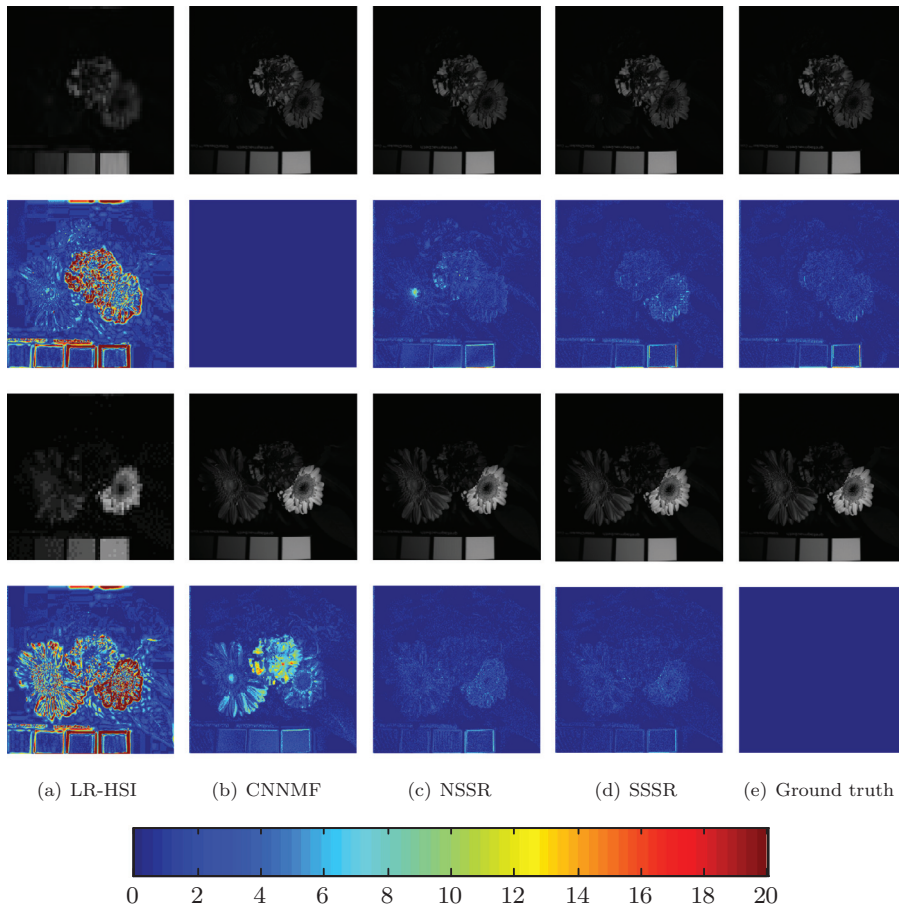 (a) LR-HSI
(b) CNNMF
(c) NSSR
(d) SSSR
(e) Ground truth
0 2 4 6 8 10 12 14 16 18 20